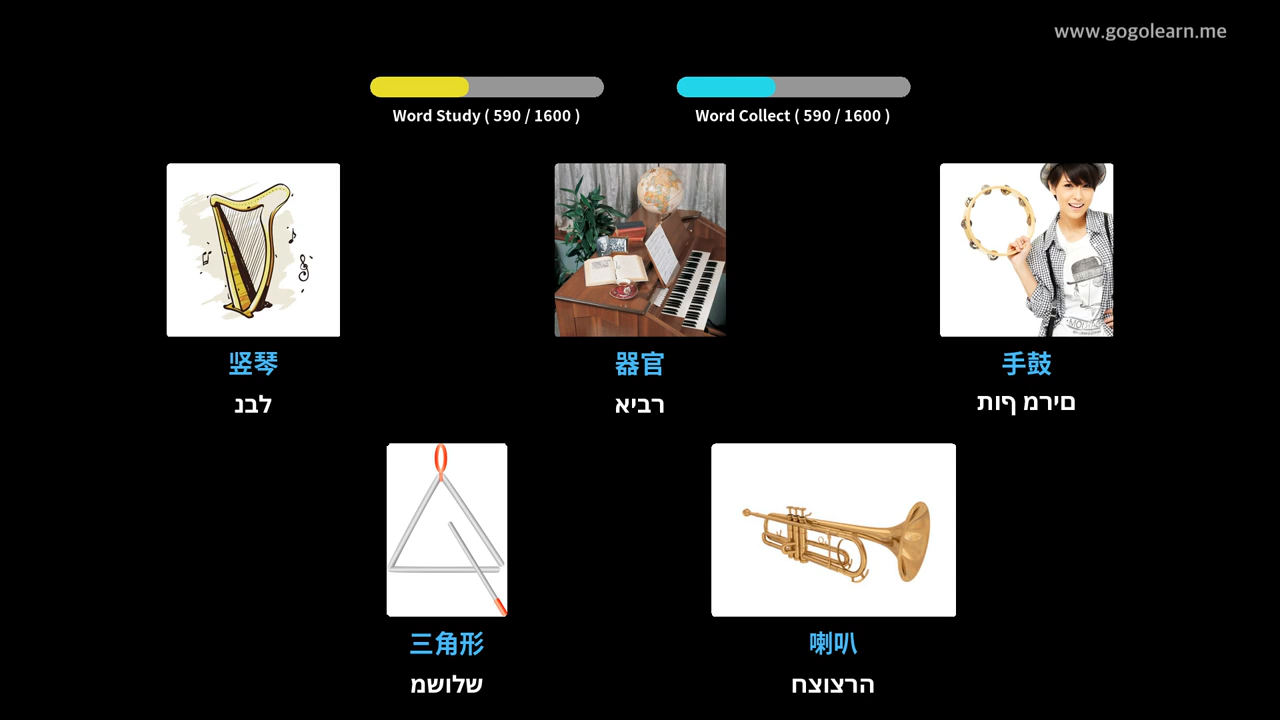 www.gogolearn.me
Word Study ( 590 / 1600 )
Word Collect ( 590 / 1600 )
竖琴
לבנ
器官
רביא
手鼓
םירמ ףות
三角形
שלושמ
喇叭
הרצוצח